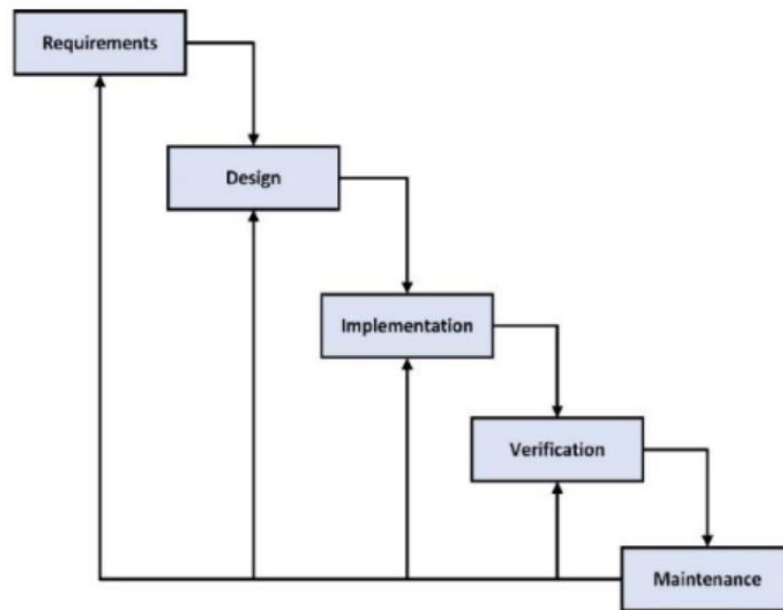 Requirements
Design
Implementation
Verification
Maintenance